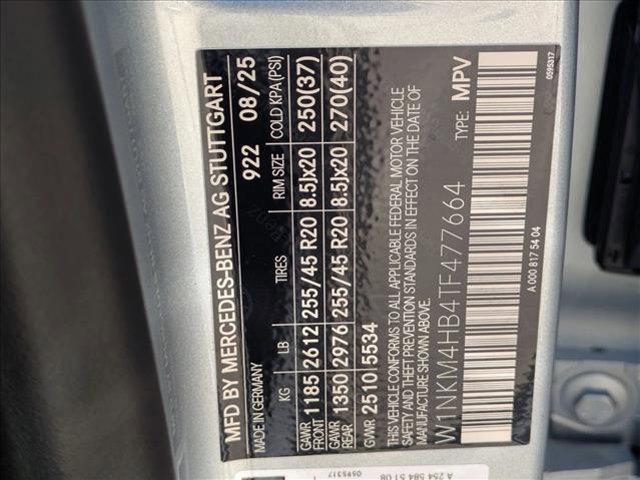 MFD BY MERCEDES-BENZ AG STUTTGART
MADE IN GERMANY 922 08/25
KG LB TIRES RIM SIZE COLD KPA(PSI)
GAWR FRONT 1185 2612 255/45 R20 8.5Jx20 250(37)
GAWR REAR 1350 2976 255/45 R20 8.5Jx20 270(40)
GVWR 2510 5534
THIS VEHICLE CONFORMS TO ALL APPLICABLE FEDERAL MOTOR VEHICLE
SAFETY AND THEFT PREVENTION STANDARDS IN EFFECT ON THE DATE OF
MANUFACTURE SHOWN ABOVE.
W1NKM4HB4TF477664 TYPE: MPV
A 000 817 54 04
0595317
A 254 584 51 08
0595317